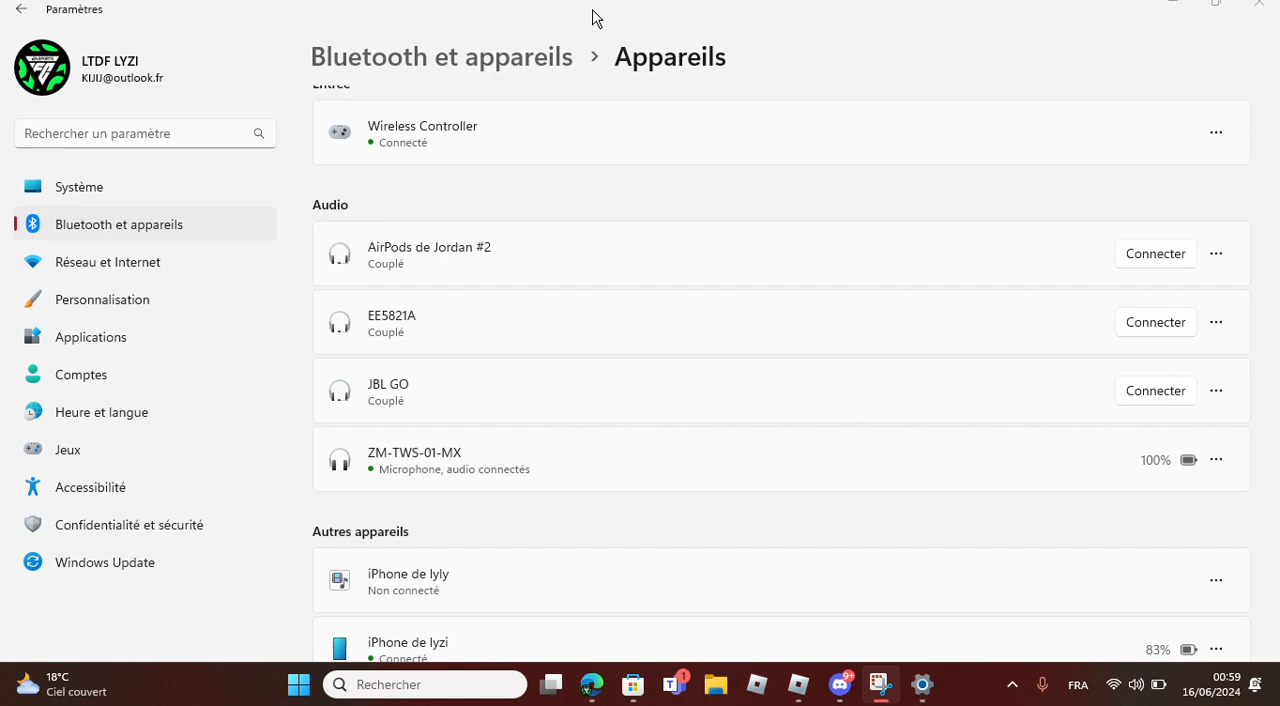 Paramètres
LTDF LYZI
KIJIJ@outlook.fr
Rechercher un paramètre
Système
Bluetooth et appareils
Réseau et Internet
Personnalisation
Applications
Comptes
Heure et langue
Jeux
Accessibilité
Confidentialité et sécurité
Windows Update
Bluetooth et appareils > Appareils
Entrée
Wireless Controller
Connecté
Audio
AirPods de Jordan #2
Couplé
Connecter
EE5821A
Couplé
Connecter
JBL GO
Couplé
Connecter
ZM-TWS-01-MX
Microphone, audio connectés
100%
Autres appareils
iPhone de lyly
Non connecté
iPhone de lyzi
Connecté
83%
18°C
Ciel couvert
Rechercher
1
9+
FRA
00:59
16/06/2024